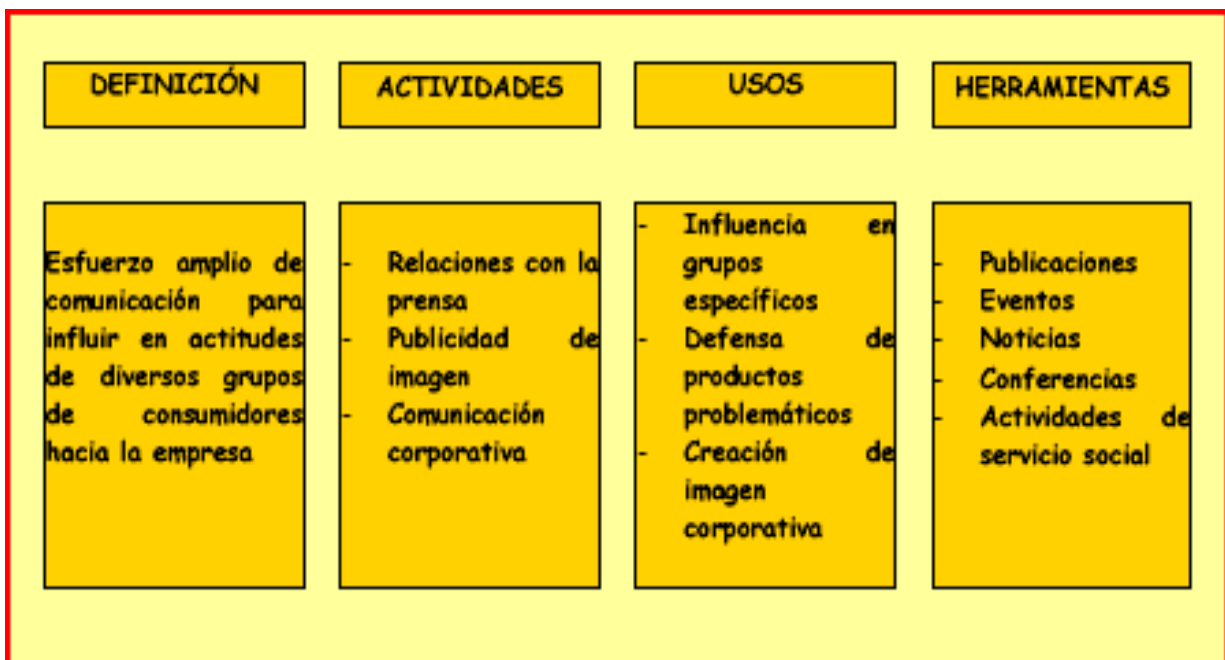 DEFINICIÓN
ACTIVIDADES
USOS
HERRAMIENTAS
Esfuerzo amplio de
comunicación para
influir en actitudes
de diversos grupos
de consumidores
hacia la empresa
- Relaciones con la
prensa
- Publicidad de
imagen
- Comunicación
corporativa
- Influencia en
grupos
específicos
- Defensa de
productos
problemáticos
- Creación de
imagen
corporativa
- Publicaciones
- Eventos
- Noticias
- Conferencias
- Actividades de
servicio social